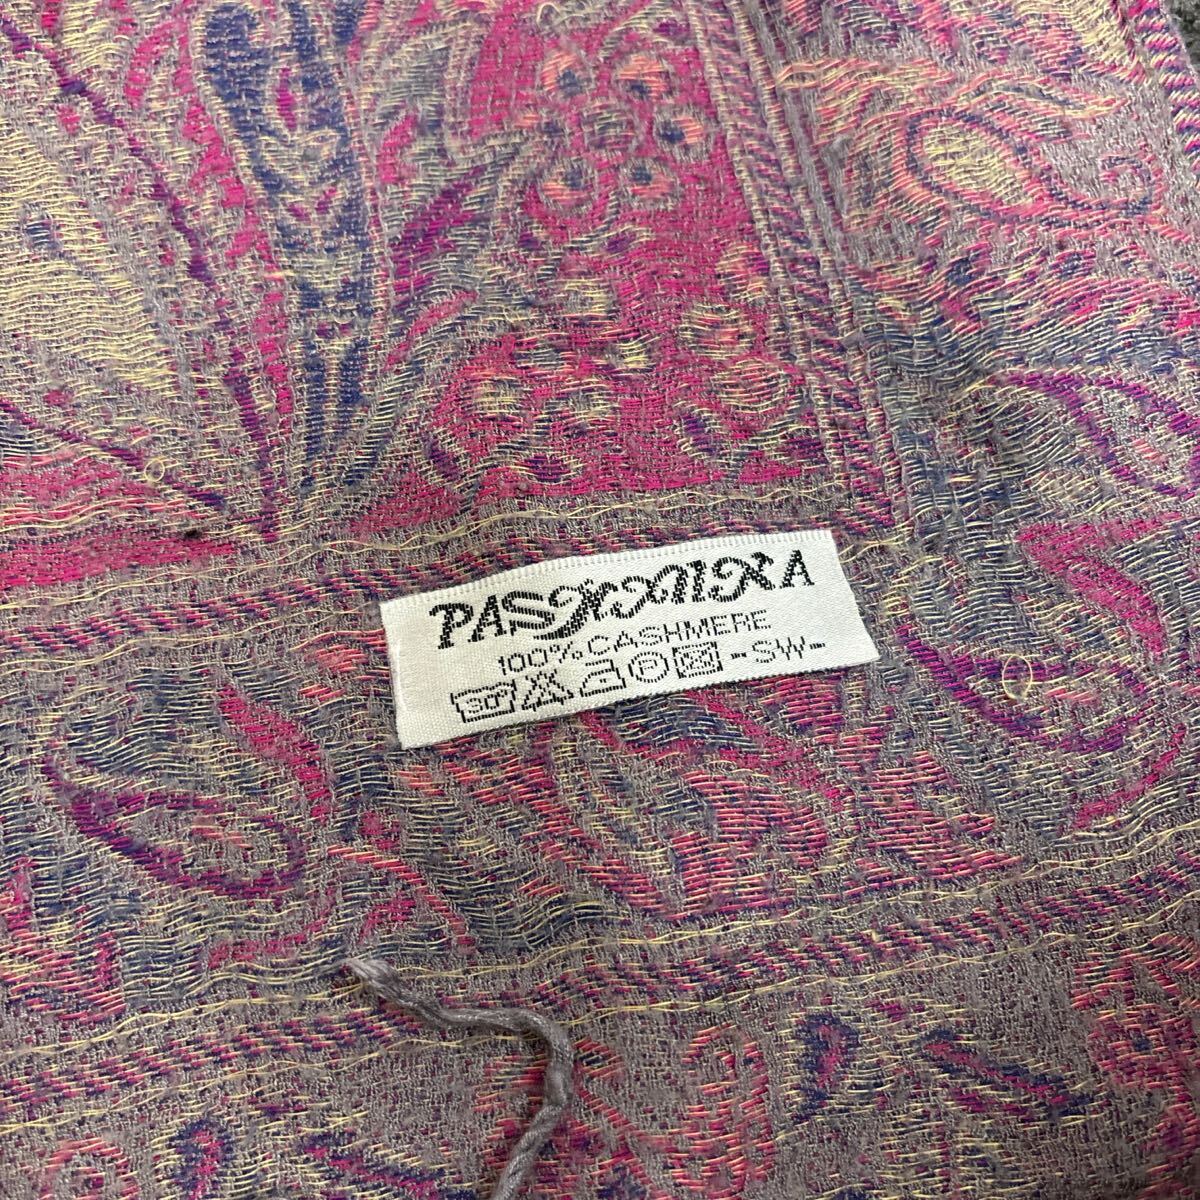 PASHMINA
100% CASHMERE
30° P -SW-